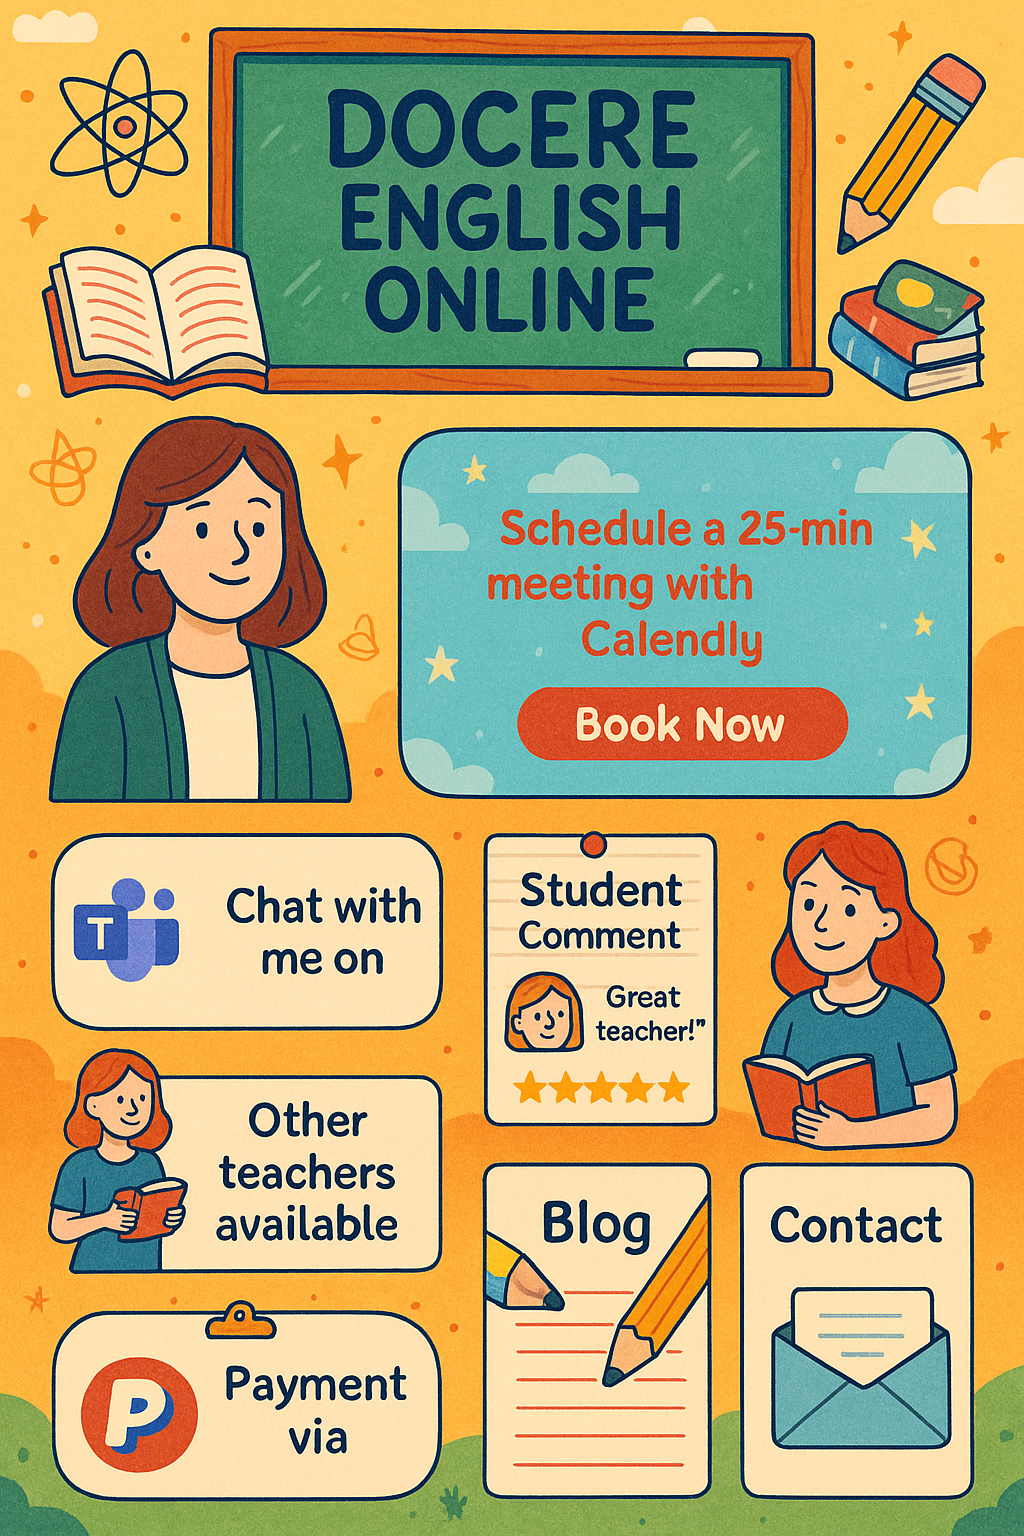 DOCERE
ENGLISH
ONLINE
Schedule a 25-min
meeting with
Calendly
Book Now
T
Chat with
me on
Student
Comment
Great
teacher!"
Other
teachers
available
Blog
Contact
P
Payment
via